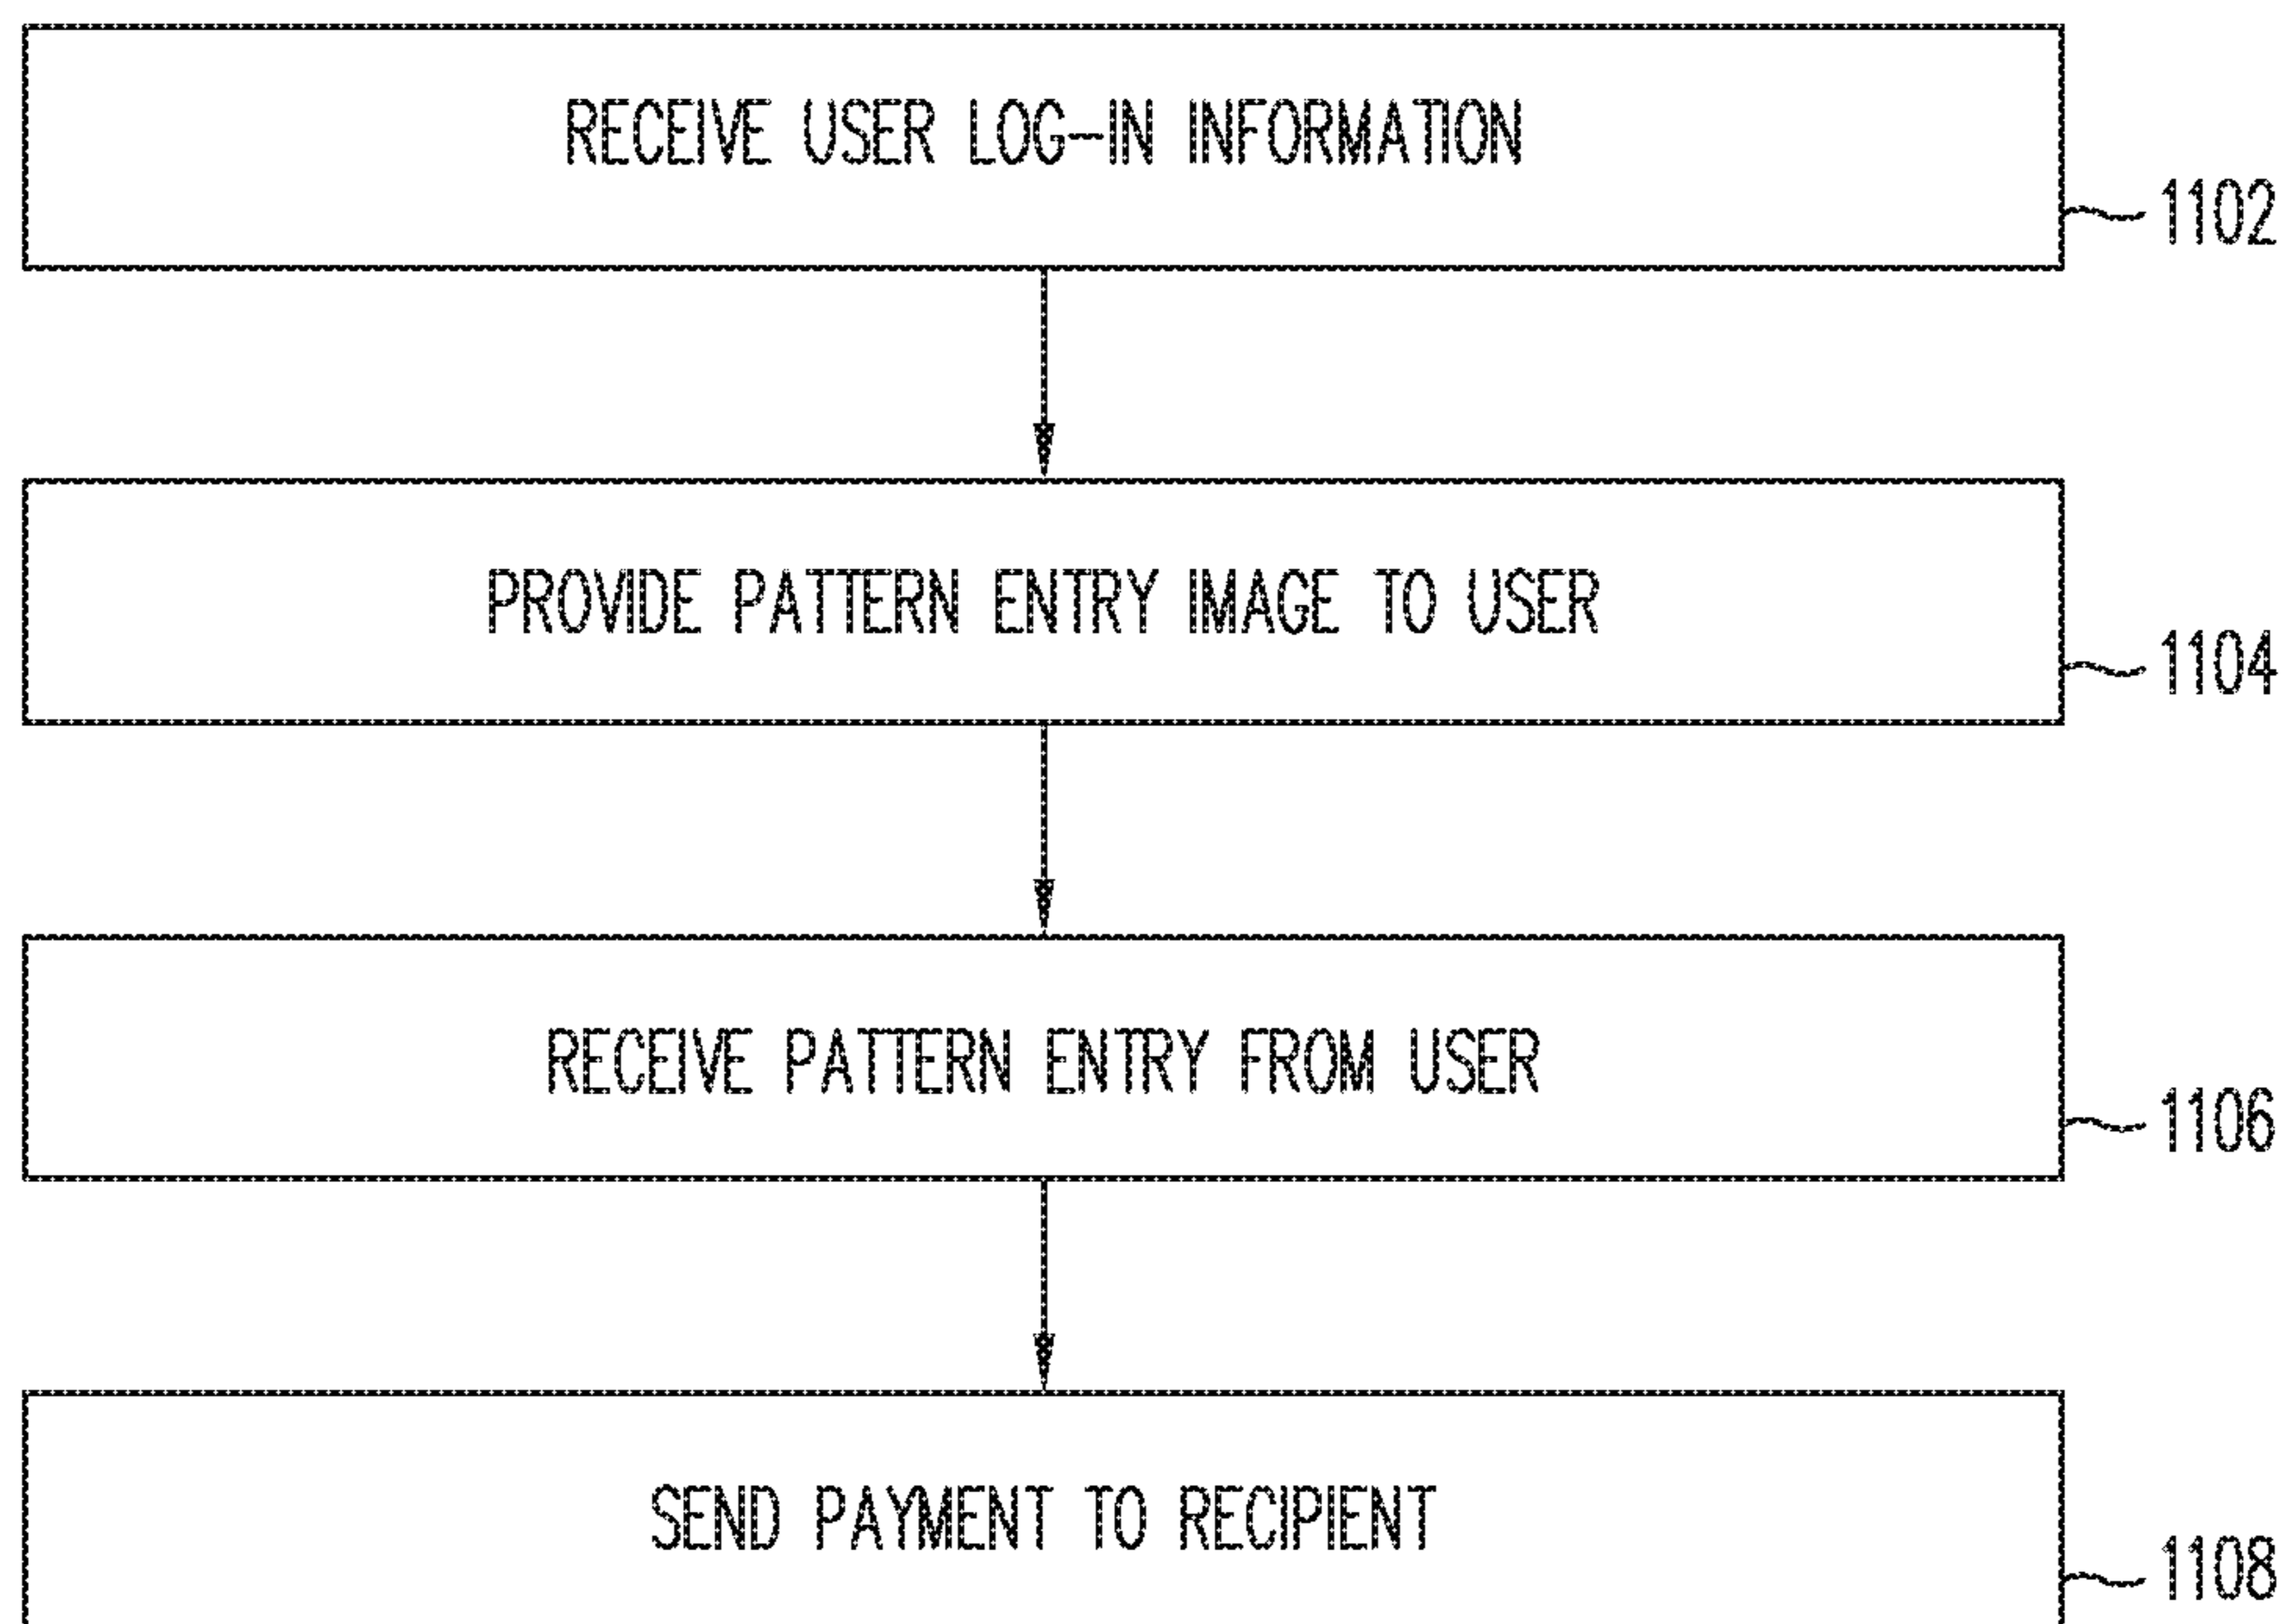 RECEIVE USER LOG-IN INFORMATION
1102
PROVIDE PATTERN ENTRY IMAGE TO USER
1104
RECEIVE PATTERN ENTRY FROM USER
1106
SEND PAYMENT TO RECIPIENT
1108